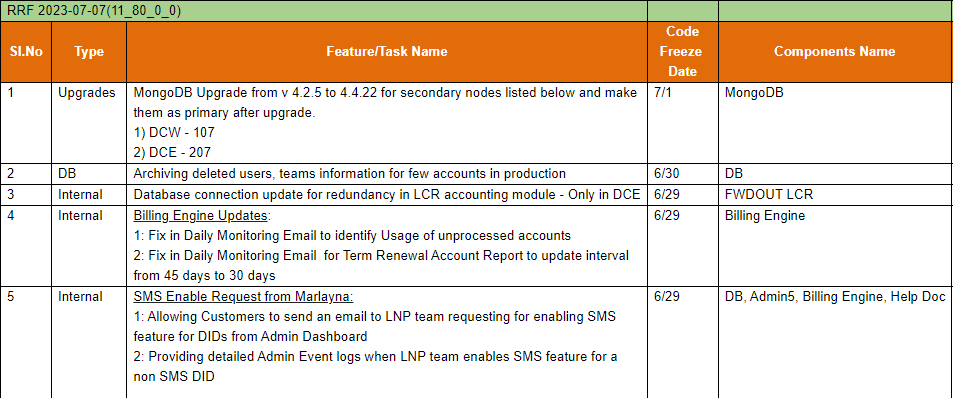 RRF 2023-07-07(11_80_0_0)
Sl.No Type Feature/Task Name Code Freeze Date Components Name
1 Upgrades MongoDB Upgrade from v 4.2.5 to 4.4.22 for secondary nodes listed below and make 7/1 MongoDB
them as primary after upgrade.
1) DCW - 107
2) DCE - 207
2 DB Archiving deleted users, teams information for few accounts in production 6/30 DB
3 Internal Database connection update for redundancy in LCR accounting module - Only in DCE 6/29 FWDOUT LCR
4 Internal Billing Engine Updates: 6/29 Billing Engine
1: Fix in Daily Monitoring Email to identify Usage of unprocessed accounts
2: Fix in Daily Monitoring Email for Term Renewal Account Report to update interval
from 45 days to 30 days
5 Internal SMS Enable Request from Marlayna: 6/29 DB, Admin5, Billing Engine, Help Doc
1: Allowing Customers to send an email to LNP team requesting for enabling SMS
feature for DIDs from Admin Dashboard
2: Providing detailed Admin Event logs when LNP team enables SMS feature for a
non SMS DID